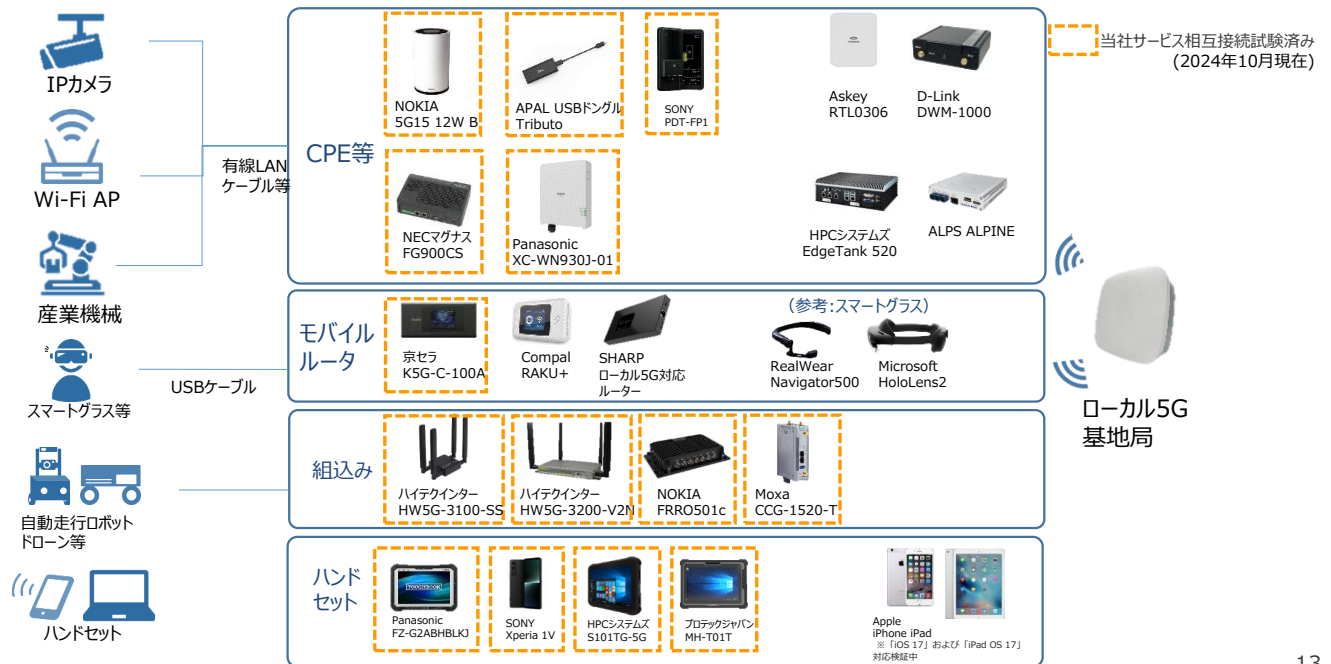 当社サービス相互接続試験済み
(2024年10月現在)
IPカメラ
Wi-Fi AP
産業機械
スマートグラス等
自動走行ロボット
ドローン等
ハンドセット
有線LAN
ケーブル等
USBケーブル
CPE等
NOKIA
5G15 12W B
APAL USBドングル
Tributo
SONY
PDT-FP1
Askey
RTL0306
D-Link
DWM-1000
NECマグナス
FG900CS
Panasonic
XC-WN930J-01
HPCシステムズ
EdgeTank 520
ALPS ALPINE
モバイル
ルータ
京セラ
K5G-C-100A
Compal
RAKU+
SHARP
ローカル5G対応
ルーター
(参考:スマートグラス)
RealWear
Navigator500
Microsoft
HoloLens2
組込み
ハイテクインター
HW5G-3100-SS
ハイテクインター
HW5G-3200-V2N
NOKIA
FRRO501c
Moxa
CCG-1520-T
ハンド
セット
TOUGHBOOK
Panasonic
FZ-G2ABHBLKJ
SONY
Xperia 1V
HPCシステムズ
S101TG-5G
プロテックジャパン
MH-T01T
Apple
iPhone iPad
※「iOS 17」および「iPad OS 17」
対応検証中
ローカル5G
基地局
13